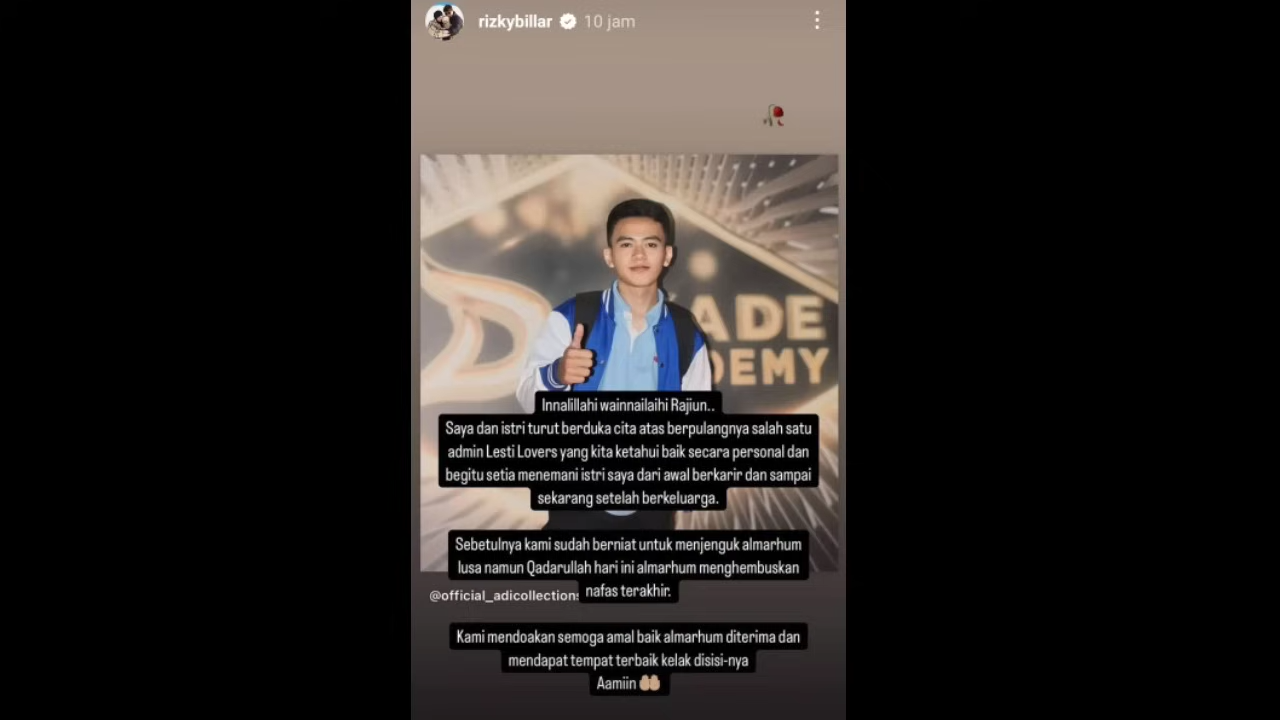 rizkybillar 10 jam
ADE
DEMY
Innalillahi wainnailaihi Rajiun..
Saya dan istri turut berduka cita atas berpulangnya salah satu
admin Lesti Lovers yang kita ketahui baik secara personal dan
begitu setia menemani istri saya dari awal berkarir dan sampai
sekarang setelah berkeluarga.
Sebetulnya kami sudah berniat untuk menjenguk almarhum
lusa namun Qadarullah hari ini almarhum menghembuskan
nafas terakhir.
@official_adicollections
Kami mendoakan semoga amal baik almarhum diterima dan
mendapat tempat terbaik kelak disisi-nya
Aamiin 🤲🏼